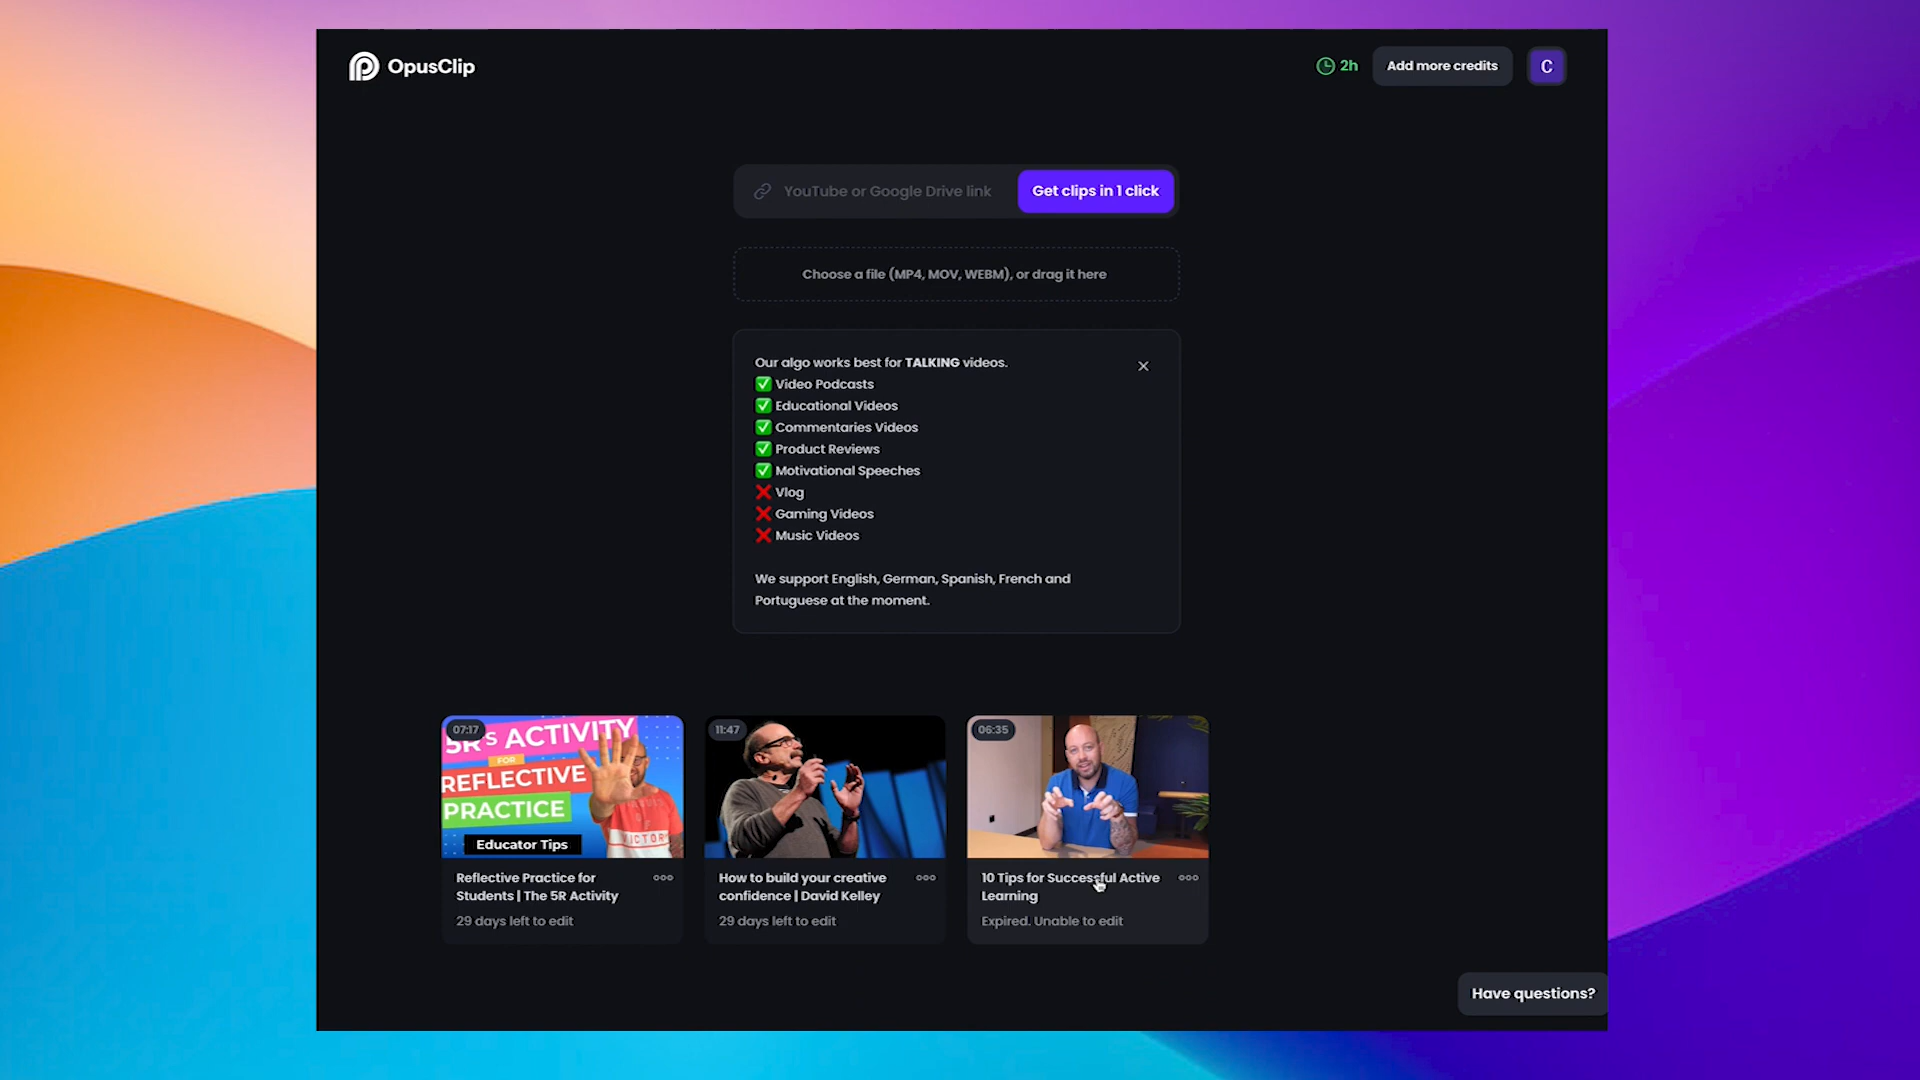 OpusClip
2h
Add more credits
C
YouTube or Google Drive link
Get clips in 1 click
Choose a file (MP4, MOV, WEBM), or drag it here
Our algo works best for TALKING videos.
✅ Video Podcasts
✅ Educational Videos
✅ Commentaries Videos
✅ Product Reviews
✅ Motivational Speeches
❌ Vlog
❌ Gaming Videos
❌ Music Videos
We support English, German, Spanish, French and
Portuguese at the moment.
07:17
5R's ACTIVITY
FOR
REFLECTIVE
PRACTICE
Educator Tips
VICTORY
Reflective Practice for
Students | The 5R Activity
29 days left to edit
11:47
How to build your creative
confidence | David Kelley
29 days left to edit
06:35
10 Tips for Successful Active
Learning
Expired. Unable to edit
Have questions?